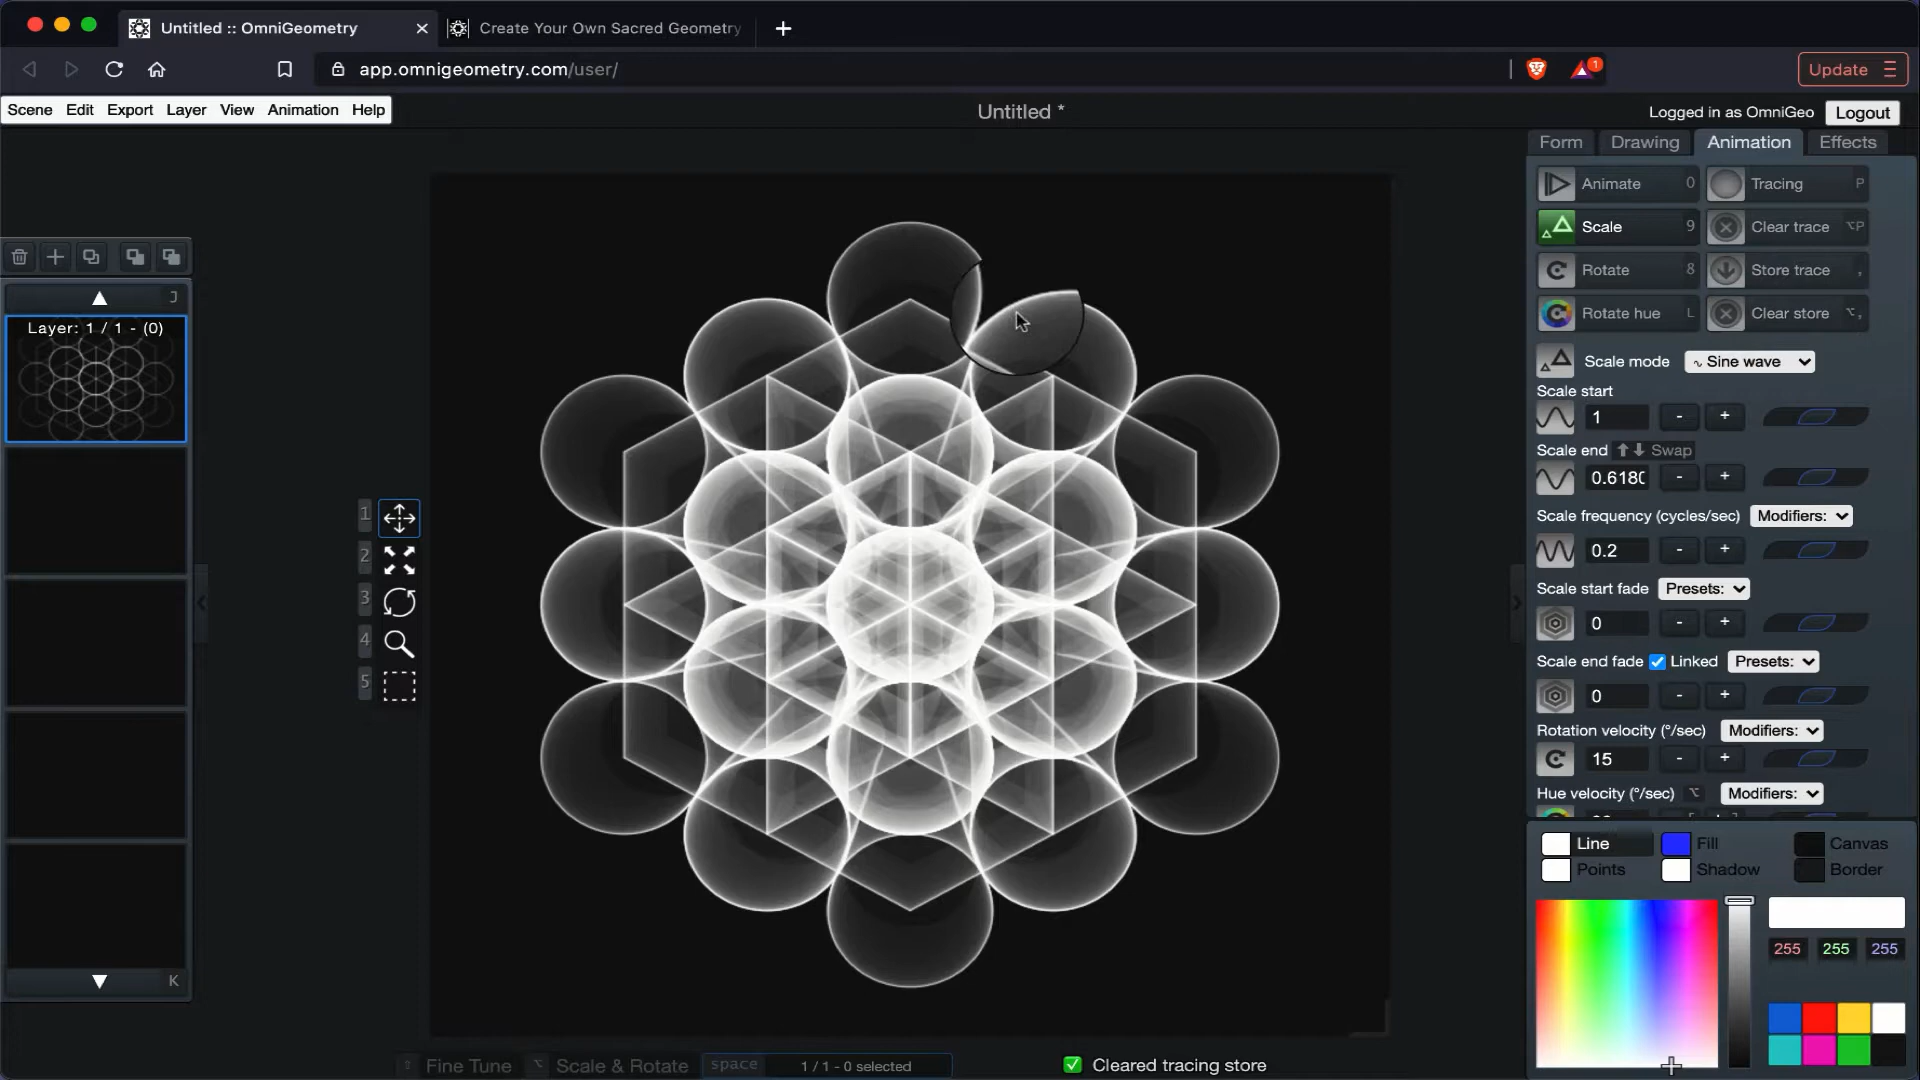 Untitled :: OmniGeometry
Create Your Own Sacred Geometry
app.omnigeometry.com/user/
1
Update
Scene Edit Export Layer View Animation Help
Untitled *
Logged in as OmniGeo Logout
Form Drawing Animation Effects
Animate 0 Tracing P
Scale 9 Clear trace ⌥P
Rotate 8 Store trace ,
Rotate hue L Clear store ⌥,
Scale mode ∿ Sine wave
Scale start
1 - +
Scale end Swap
0.6180 - +
Scale frequency (cycles/sec) Modifiers:
0.2 - +
Scale start fade Presets:
0 - +
Scale end fade Linked Presets:
0 - +
Rotation velocity (°/sec) Modifiers:
15 - +
Hue velocity (°/sec) ⌥ Modifiers:
Line Fill Canvas
Points Shadow Border
255 255 255
J
Layer: 1 / 1 - (0)
K
1
2
3
4
5
⇧ Fine Tune ⌥ Scale & Rotate space 1 / 1 - 0 selected
Cleared tracing store